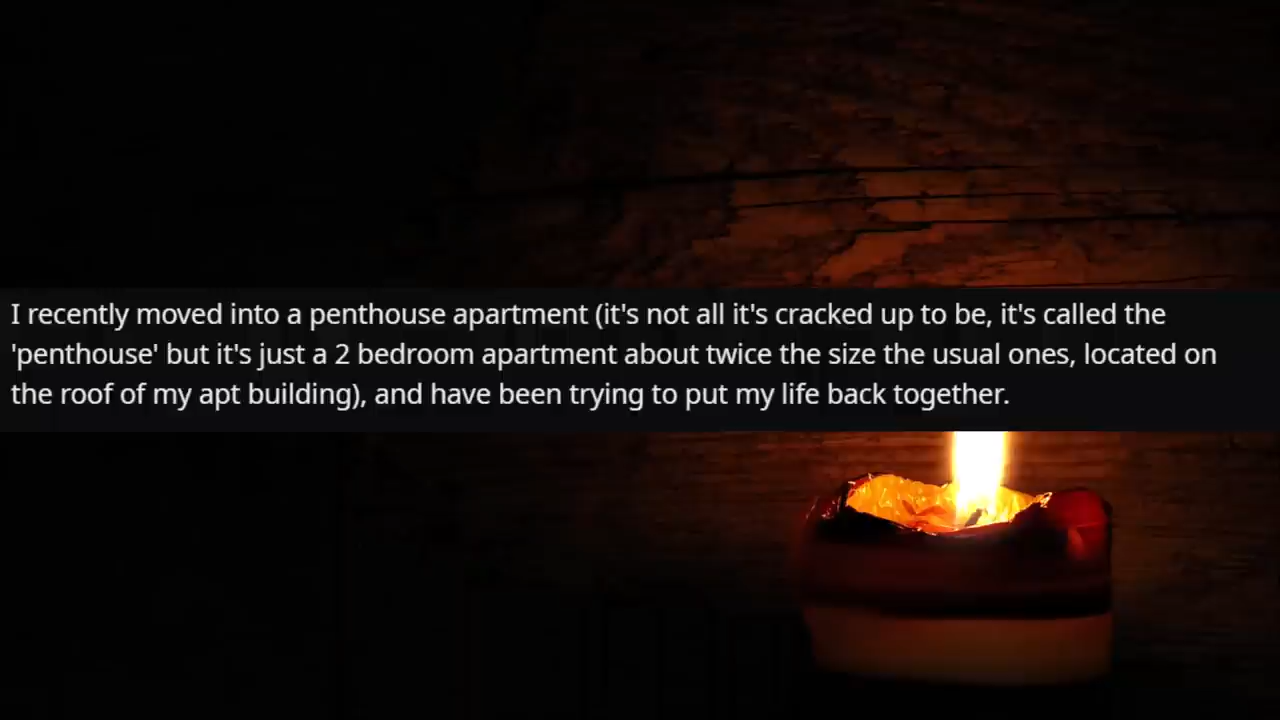 I recently moved into a penthouse apartment (it's not all it's cracked up to be, it's called the
'penthouse' but it's just a 2 bedroom apartment about twice the size the usual ones, located on
the roof of my apt building), and have been trying to put my life back together.